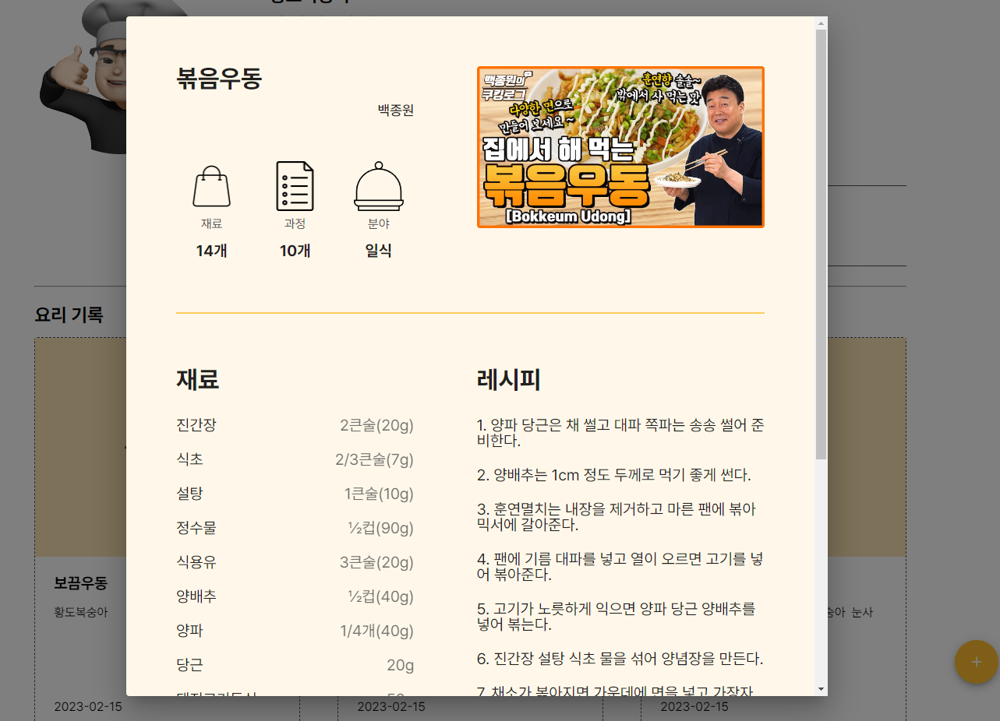 볶음우동
백종원
백종원의
쿠킹로그
훈연향 솔솔~
밖에서 사 먹는 맛
다양한 면으로
만들어 보세요~
집에서 해 먹는
볶음우동
[Bokkeum Udong]
재료
과정
분야
14개
10개
일식
요리 기록
재료
진간장 2큰술(20g)
식초 2/3큰술(7g)
설탕 1큰술(10g)
정수물 ½컵(90g)
식용유 3큰술(20g)
양배추 ½컵(40g)
양파 1/4개(40g)
당근 20g
레시피
1. 양파 당근은 채 썰고 대파 쪽파는 송송 썰어 준
비한다.
2. 양배추는 1cm 정도 두께로 먹기 좋게 썬다.
3. 훈연멸치는 내장을 제거하고 마른 팬에 볶아
믹서에 갈아준다.
4. 팬에 기름 대파를 넣고 열이 오르면 고기를 넣
어 볶아준다.
5. 고기가 노릇하게 익으면 양파 당근 양배추를
넣어 볶는다.
6. 진간장 설탕 식초 물을 섞어 양념장을 만든다.
7. 채소가 볶아지면 가운데에 면을 넣고 가장자
보끔우동
황도복숭아
숭아 눈사
+
2023-02-15
2023-02-15
2023-02-15